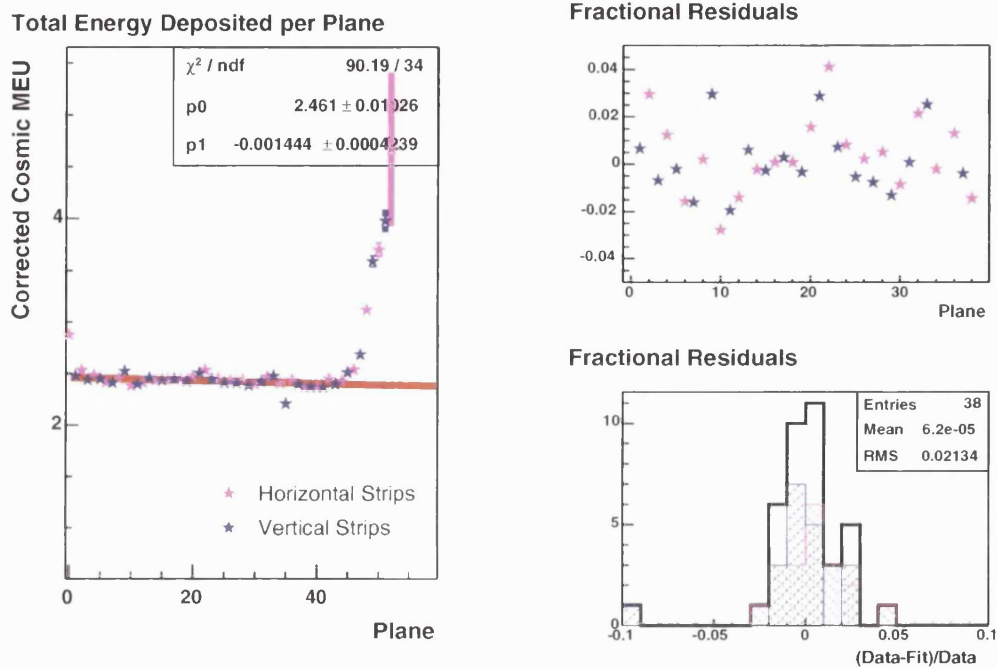 Total Energy Deposited per Plane
Corrected Cosmic MEU
χ² / ndf 90.19 / 34
p0 2.461 ± 0.01026
p1 -0.001444 ± 0.0004239
4
2
Horizontal Strips
Vertical Strips
0 20 40
Plane
Fractional Residuals
0.04
0.02
0
-0.02
-0.04
0 10 20 30
Plane
Fractional Residuals
Entries 38
Mean 6.2e-05
RMS 0.02134
10
5
0
-0.1 -0.05 0 0.05 0.1
(Data-Fit)/Data